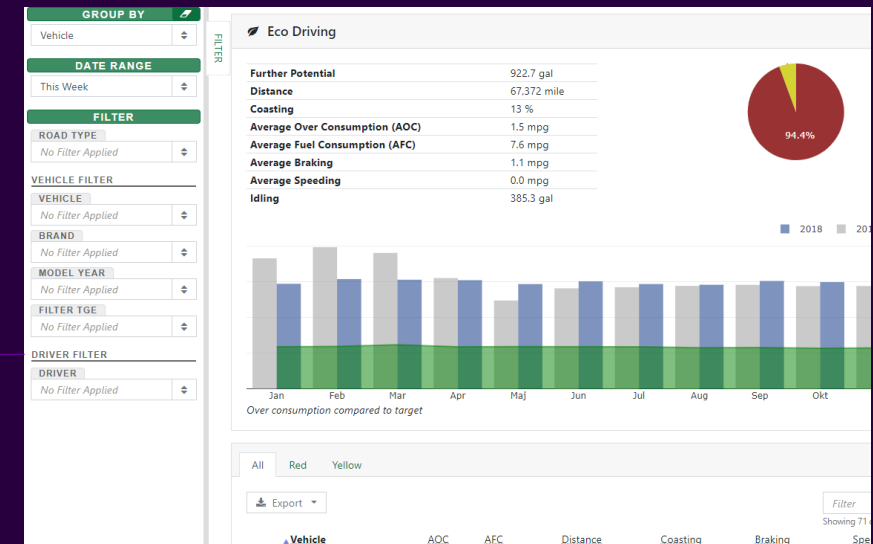 GROUP BY
Vehicle
DATE RANGE
This Week
FILTER
ROAD TYPE
No Filter Applied
VEHICLE FILTER
VEHICLE
No Filter Applied
BRAND
No Filter Applied
MODEL YEAR
No Filter Applied
FILTER TGE
No Filter Applied
DRIVER FILTER
DRIVER
No Filter Applied
FILTER
Eco Driving
Further Potential 922.7 gal
Distance 67,372 mile
Coasting 13 %
Average Over Consumption (AOC) 1.5 mpg
Average Fuel Consumption (AFC) 7.6 mpg
Average Braking 1.1 mpg
Average Speeding 0.0 mpg
Idling 385.3 gal
94.4%
2018
Jan Feb Mar Apr Maj Jun Jul Aug Sep Okt
Over consumption compared to target
All Red Yellow
Export
Filter
Showing 71
Vehicle AOC AFC Distance Coasting Braking